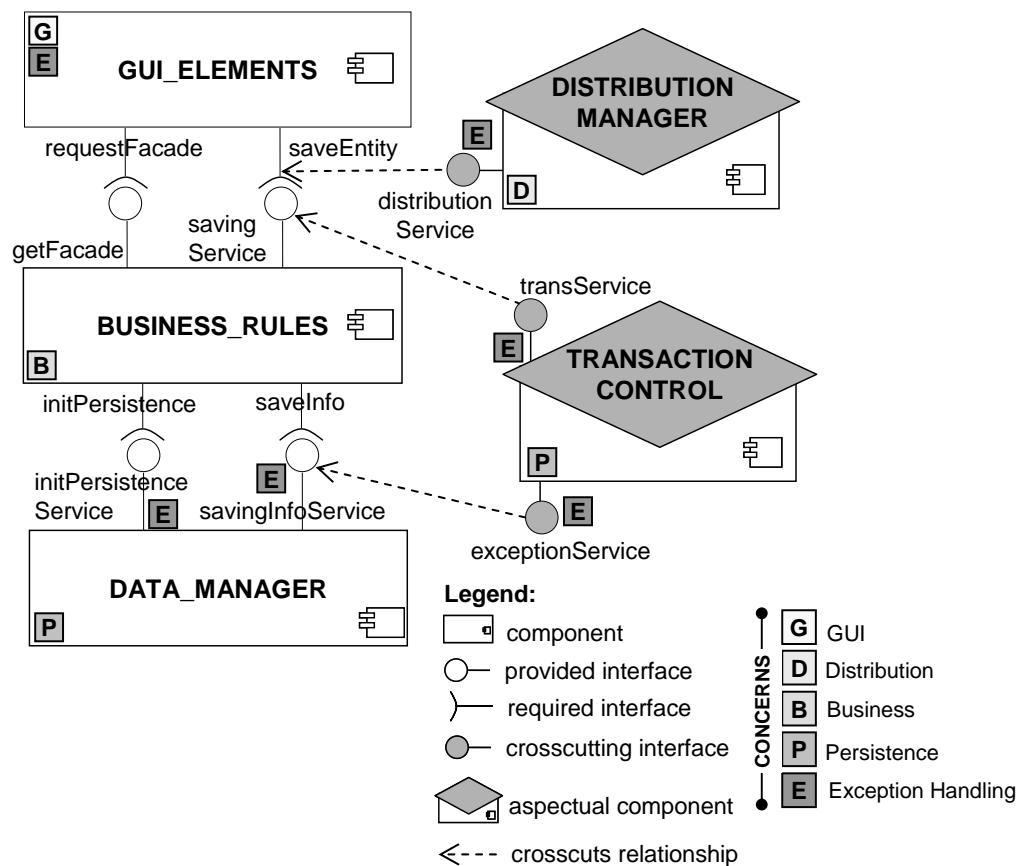 G
E
GUI_ELEMENTS
DISTRIBUTION
MANAGER
requestFacade
saveEntity
E
D
distribution
Service
saving
Service
getFacade
transService
BUSINESS_RULES
E
TRANSACTION
CONTROL
B
initPersistence
saveInfo
P
E
initPersistence
Service
E
savingInfoService
E
exceptionService
DATA_MANAGER
P
Legend:
component
provided interface
required interface
crosscutting interface
aspectual component
crosscuts relationship
CONCERNS
G GUI
D Distribution
B Business
P Persistence
E Exception Handling